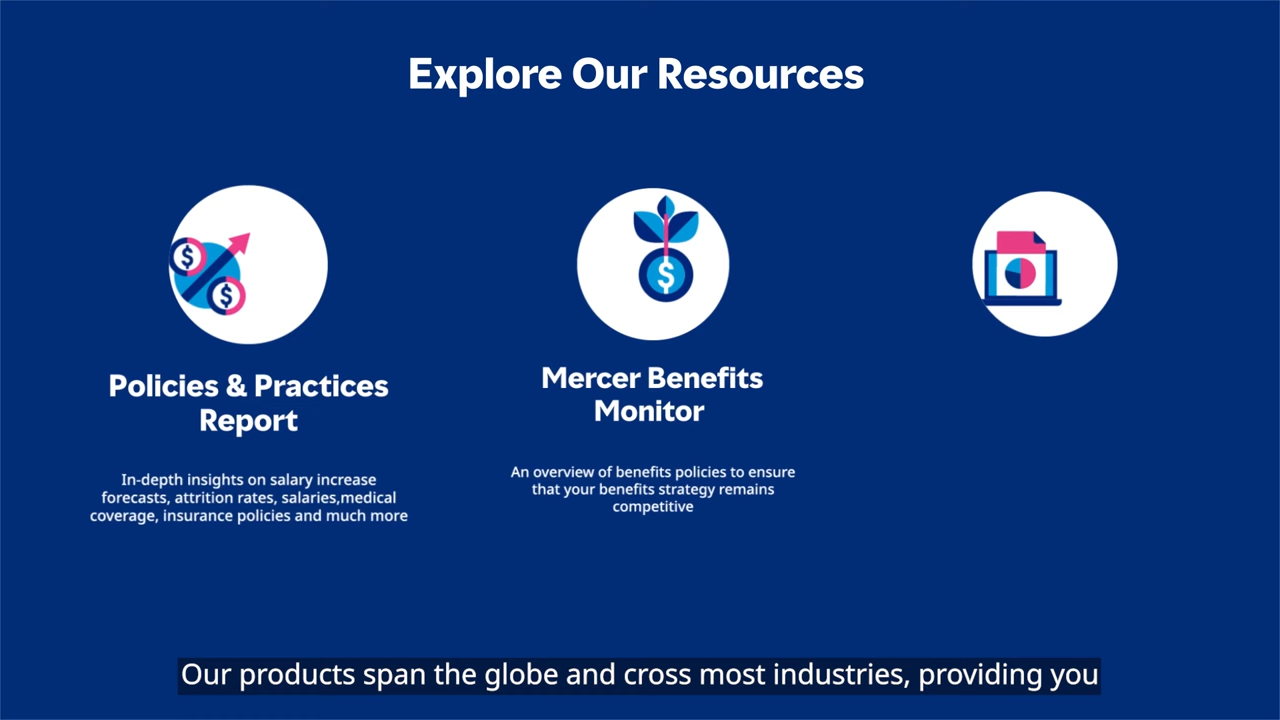 Explore Our Resources
Policies & Practices
Report
In-depth insights on salary increase
forecasts, attrition rates, salaries,medical
coverage, insurance policies and much more
Mercer Benefits
Monitor
An overview of benefits policies to ensure
that your benefits strategy remains
competitive
Our products span the globe and cross most industries, providing you